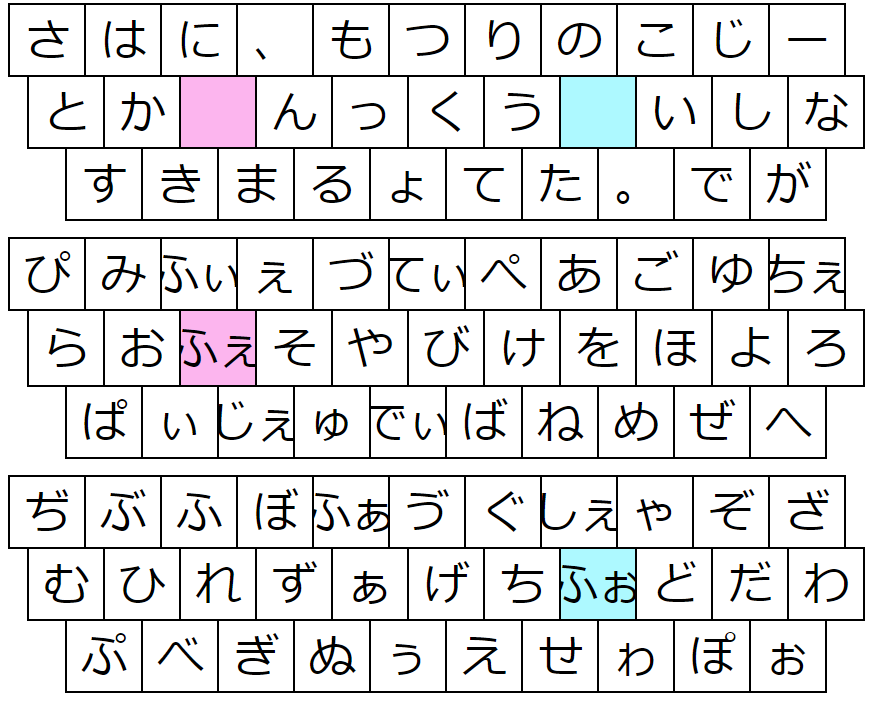 さ は に 、 も つ り の こ じ ー
と か ん っ く う い し な
す き ま る ょ て た 。 で が
ぴ み ふぃ ぇ づ てぃ ぺ あ ご ゆ ちぇ
ら お ふぇ そ や び け を ほ よ ろ
ぱ ぃ じぇ ゅ でぃ ば ね め ぜ へ
ぢ ぶ ふ ぼ ふぁ ゔ ぐ しぇ ゃ ぞ ざ
む ひ れ ず ぁ げ ち ふぉ ど だ わ
ぷ べ ぎ ぬ ぅ え せ ゎ ぽ ぉ